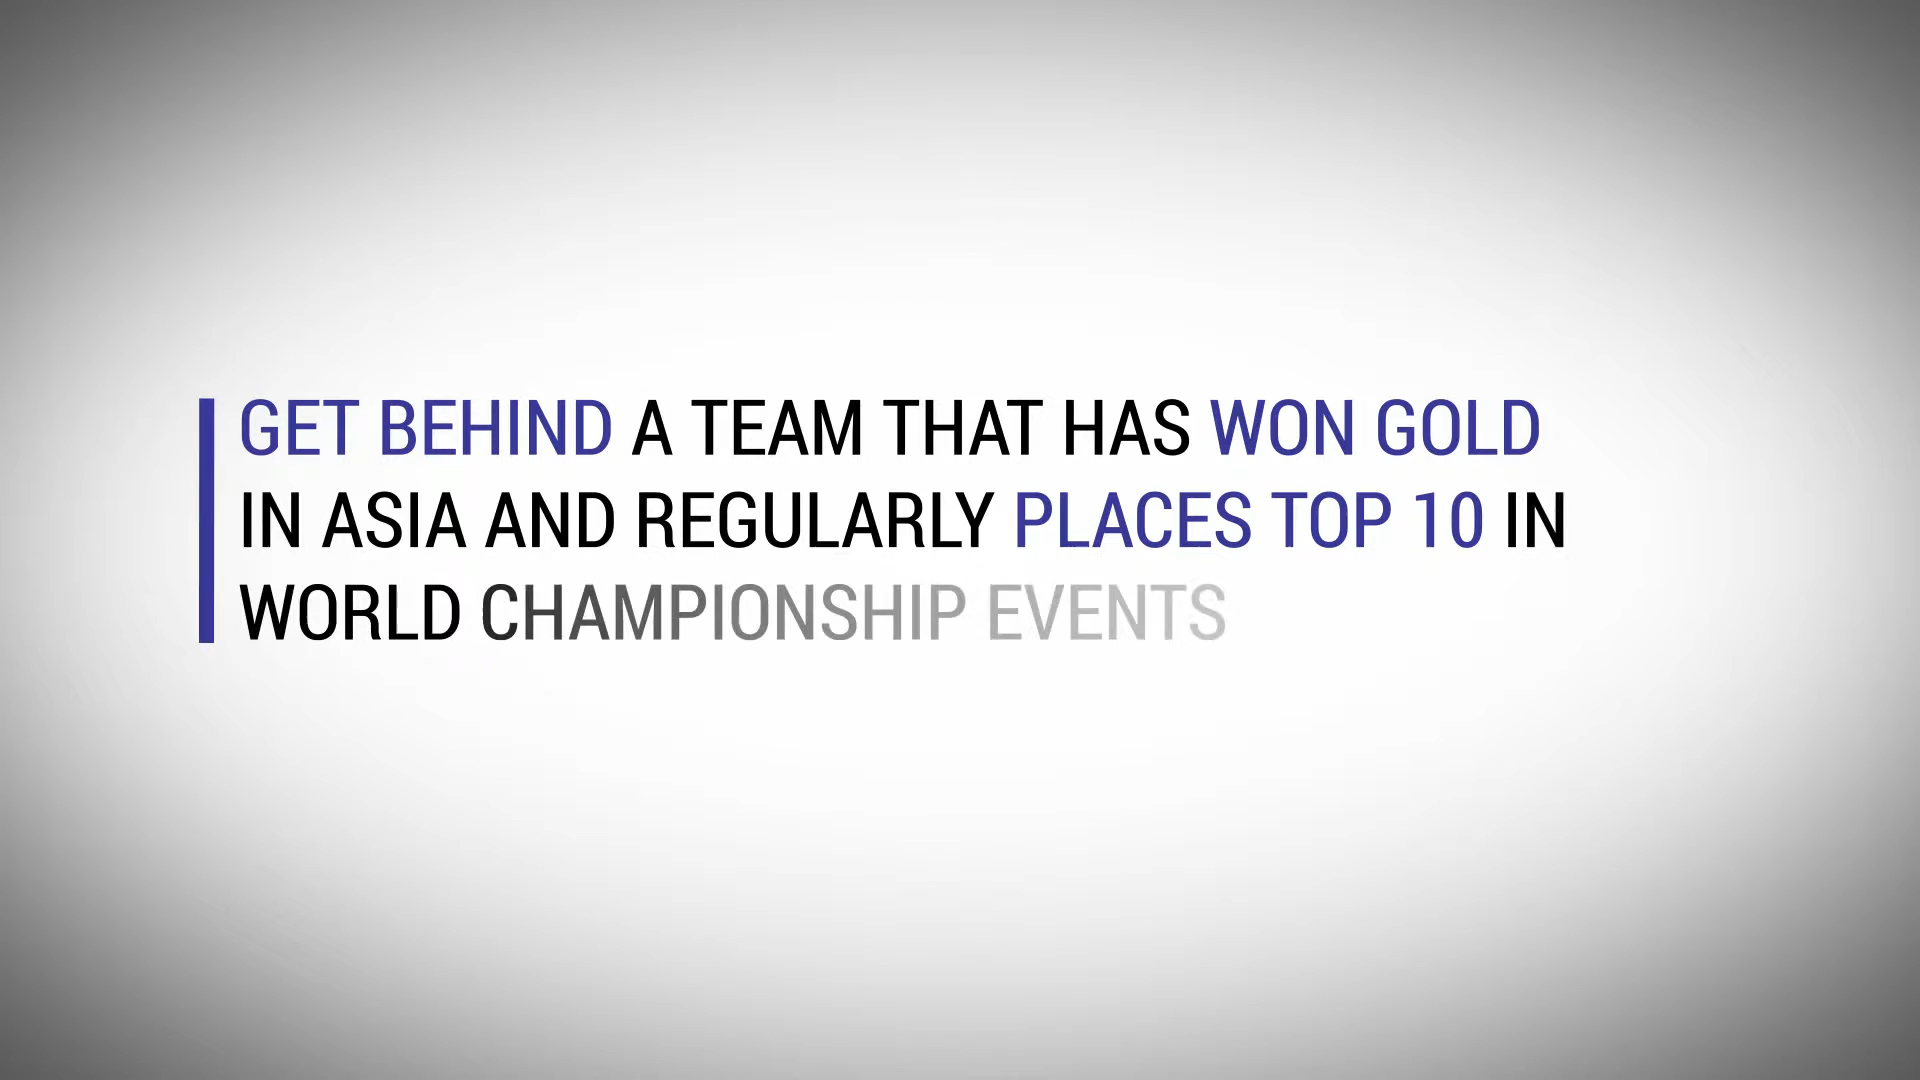 GET BEHIND A TEAM THAT HAS WON GOLD
IN ASIA AND REGULARLY PLACES TOP 10 IN
WORLD CHAMPIONSHIP EVENTS